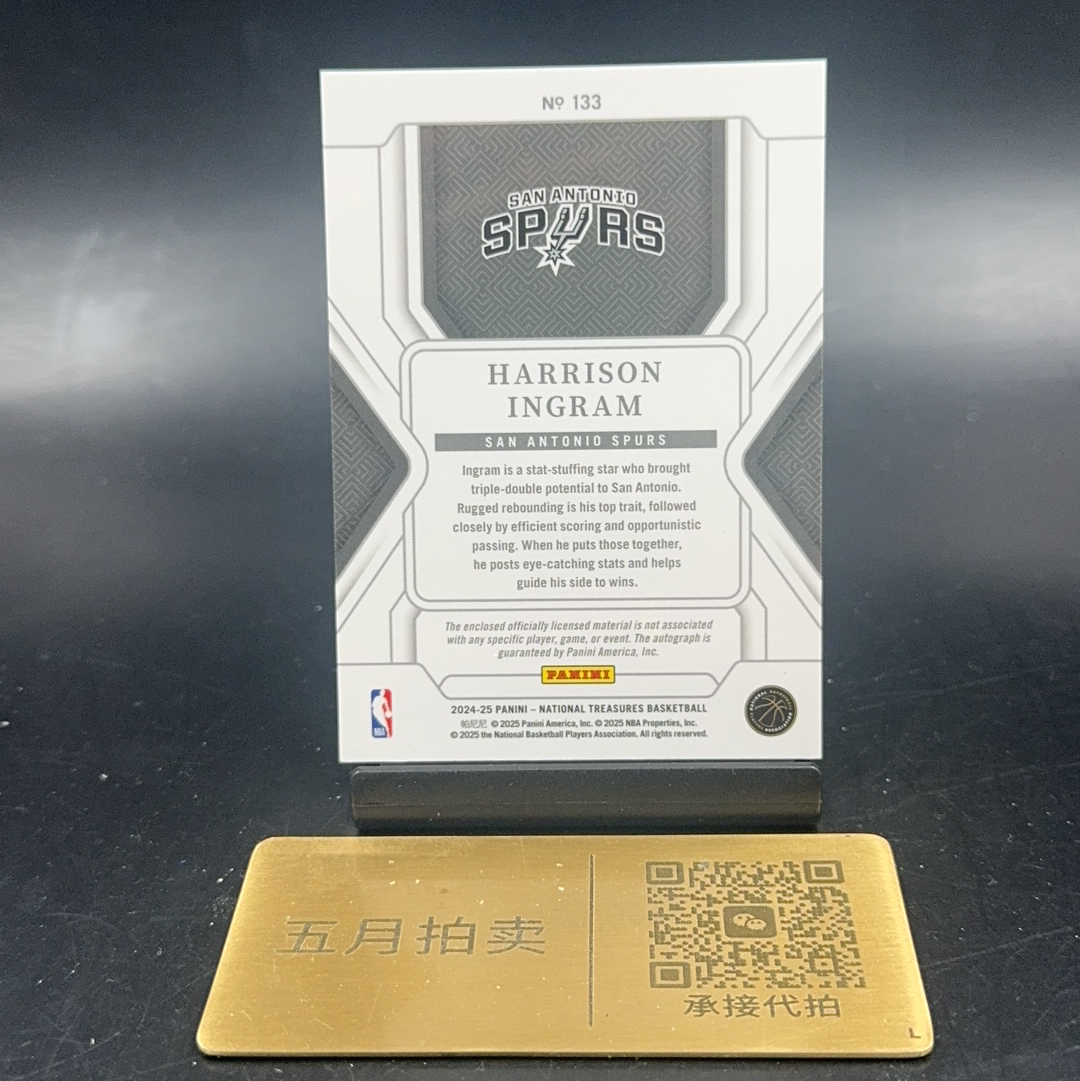 Nº 133
SAN ANTONIO
SPURS
HARRISON
INGRAM
SAN ANTONIO SPURS
Ingram is a stat-stuffing star who brought
triple-double potential to San Antonio.
Rugged rebounding is his top trait, followed
closely by efficient scoring and opportunistic
passing. When he puts those together,
he posts eye-catching stats and helps
guide his side to wins.
The enclosed officially licensed material is not associated
with any specific player, game, or event. The autograph is
guaranteed by Panini America, Inc.
PANINI
2024-25 PANINI – NATIONAL TREASURES BASKETBALL
帕尼尼 © 2025 Panini America, Inc. © 2025 NBA Properties, Inc.
© 2025 the National Basketball Players Association. All rights reserved.
NBA
NATIONAL BASKETBALL
PLAYERS ASSOCIATION
五月拍卖
承接代拍
L